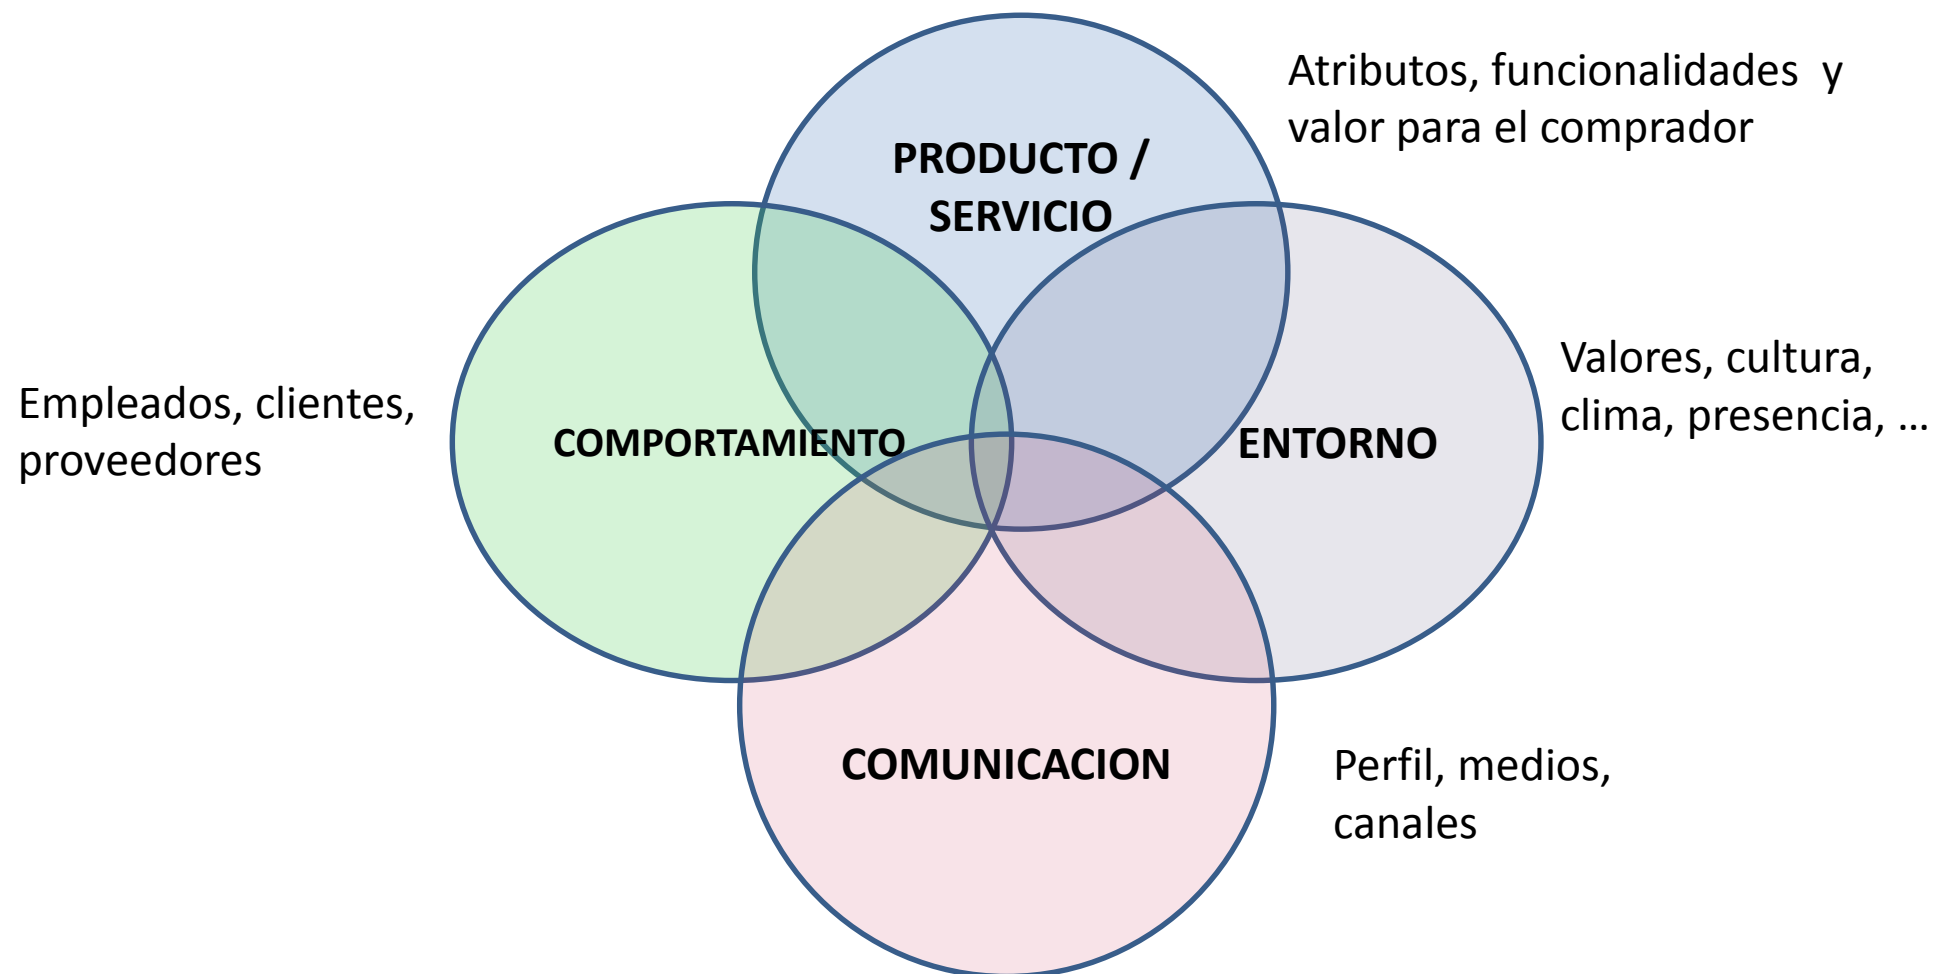 Atributos, funcionalidades y
valor para el comprador
PRODUCTO /
SERVICIO
Valores, cultura,
clima, presencia, ...
Empleados, clientes,
proveedores
COMPORTAMIENTO
ENTORNO
COMUNICACION
Perfil, medios,
canales